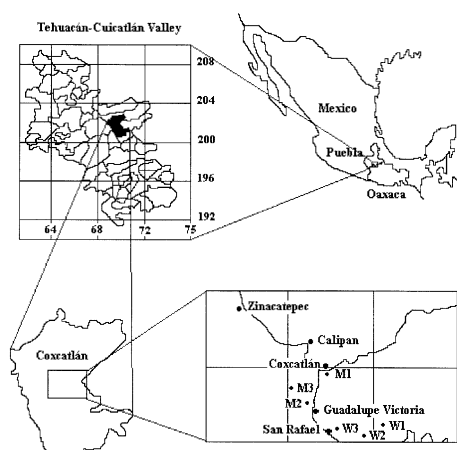 Tehuacán-Cuicatlán Valley
208
204
200
196
192
64 68 72 75
Mexico
Puebla
Oaxaca
Coxcatlán
Zinacatepec
Calipan
Coxcatlán
M1
M3
M2
Guadalupe Victoria
San Rafael
W3
W1
W2